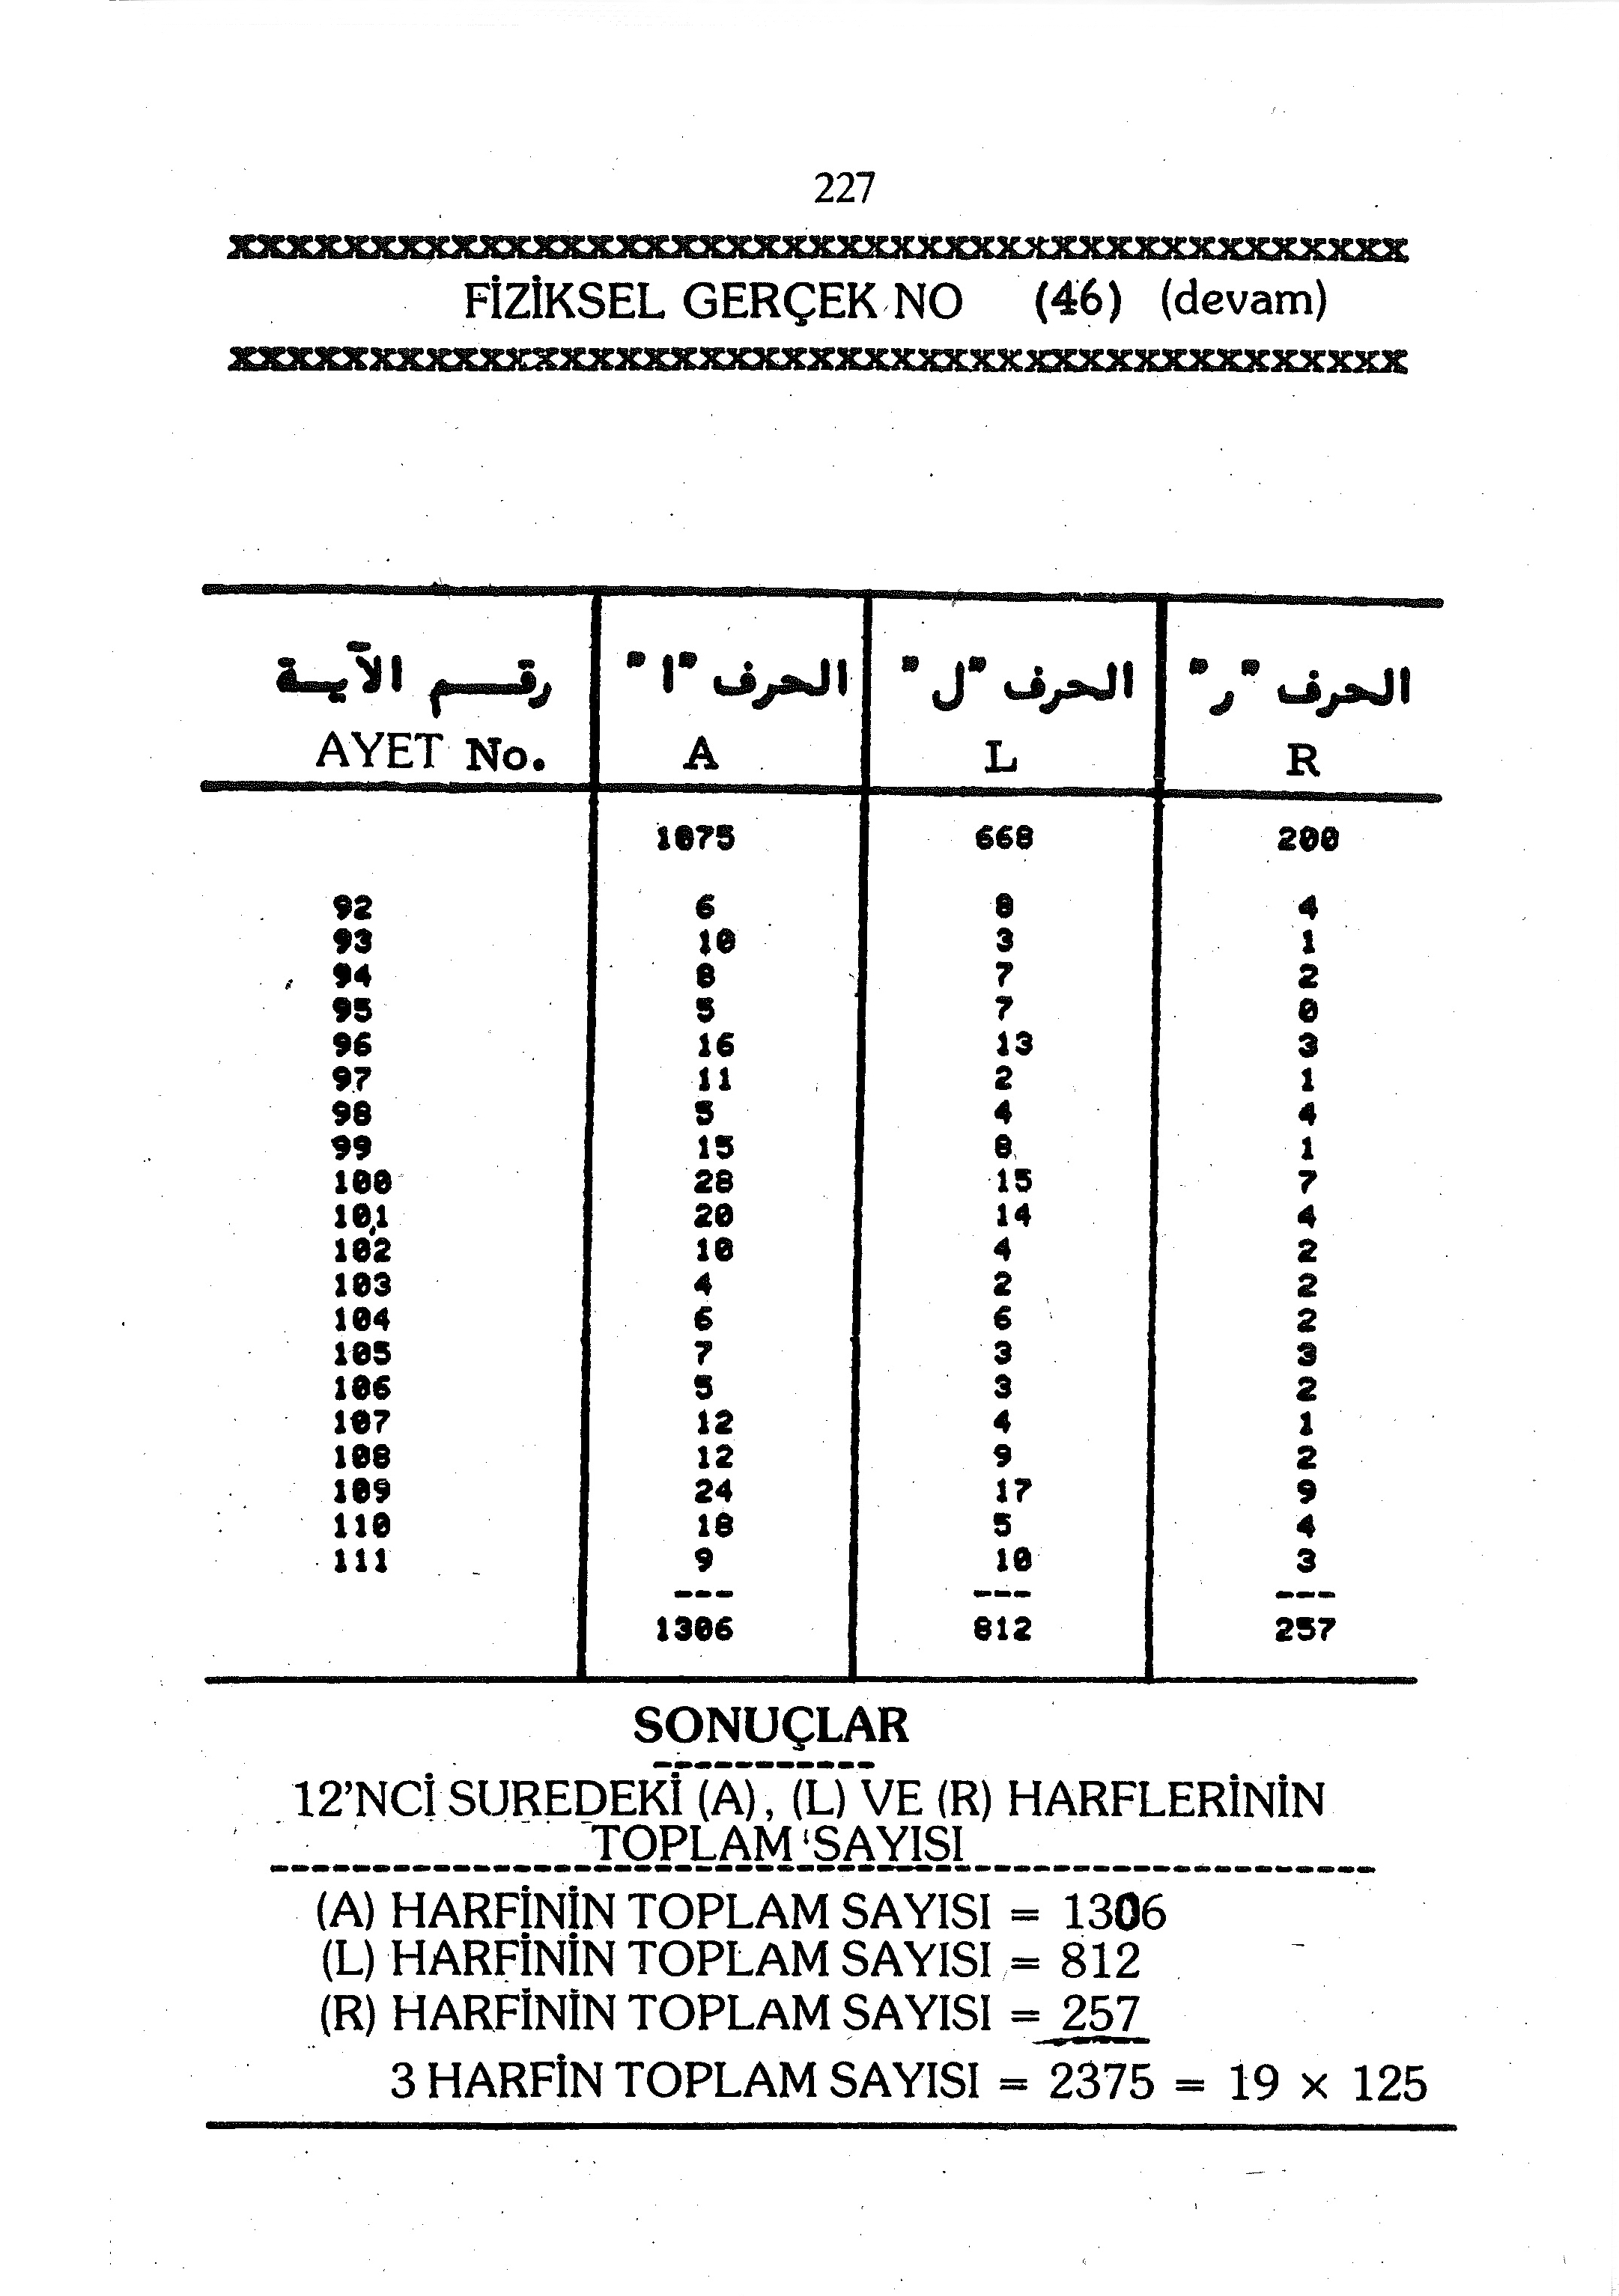 227
XXXXXXXXXXXXXXXXXXXXXXXXXXXXXXXXXXXXXXXXXXX
FİZİKSEL GERÇEK NO (46) (devam)
XXXXXXXXXXXXXXXXXXXXXXXXXXXXXXXXXXXXXXXXXXX
رقم الآية الحرف "ا" الحرف "ل" الحرف "ر"
AYET No. A L R
1075 668 200
92 6 8 4
93 10 3 1
94 8 7 2
95 5 7 0
96 16 13 3
97 11 2 1
98 5 4 4
99 15 8 1
100 28 15 7
101 20 14 4
102 10 4 2
103 4 2 2
104 6 6 2
105 7 3 3
106 5 3 2
107 12 4 1
108 12 9 2
109 24 17 9
110 18 5 4
111 9 10 3
--- --- ---
1306 812 257
SONUÇLAR
-----------
12'NCİ SUREDEKİ (A), (L) VE (R) HARFLERİNİN
TOPLAM SAYISI
(A) HARFİNİN TOPLAM SAYISI = 1306
(L) HARFİNİN TOPLAM SAYISI = 812
(R) HARFİNİN TOPLAM SAYISI = 257
3 HARFİN TOPLAM SAYISI = 2375 = 19 x 125